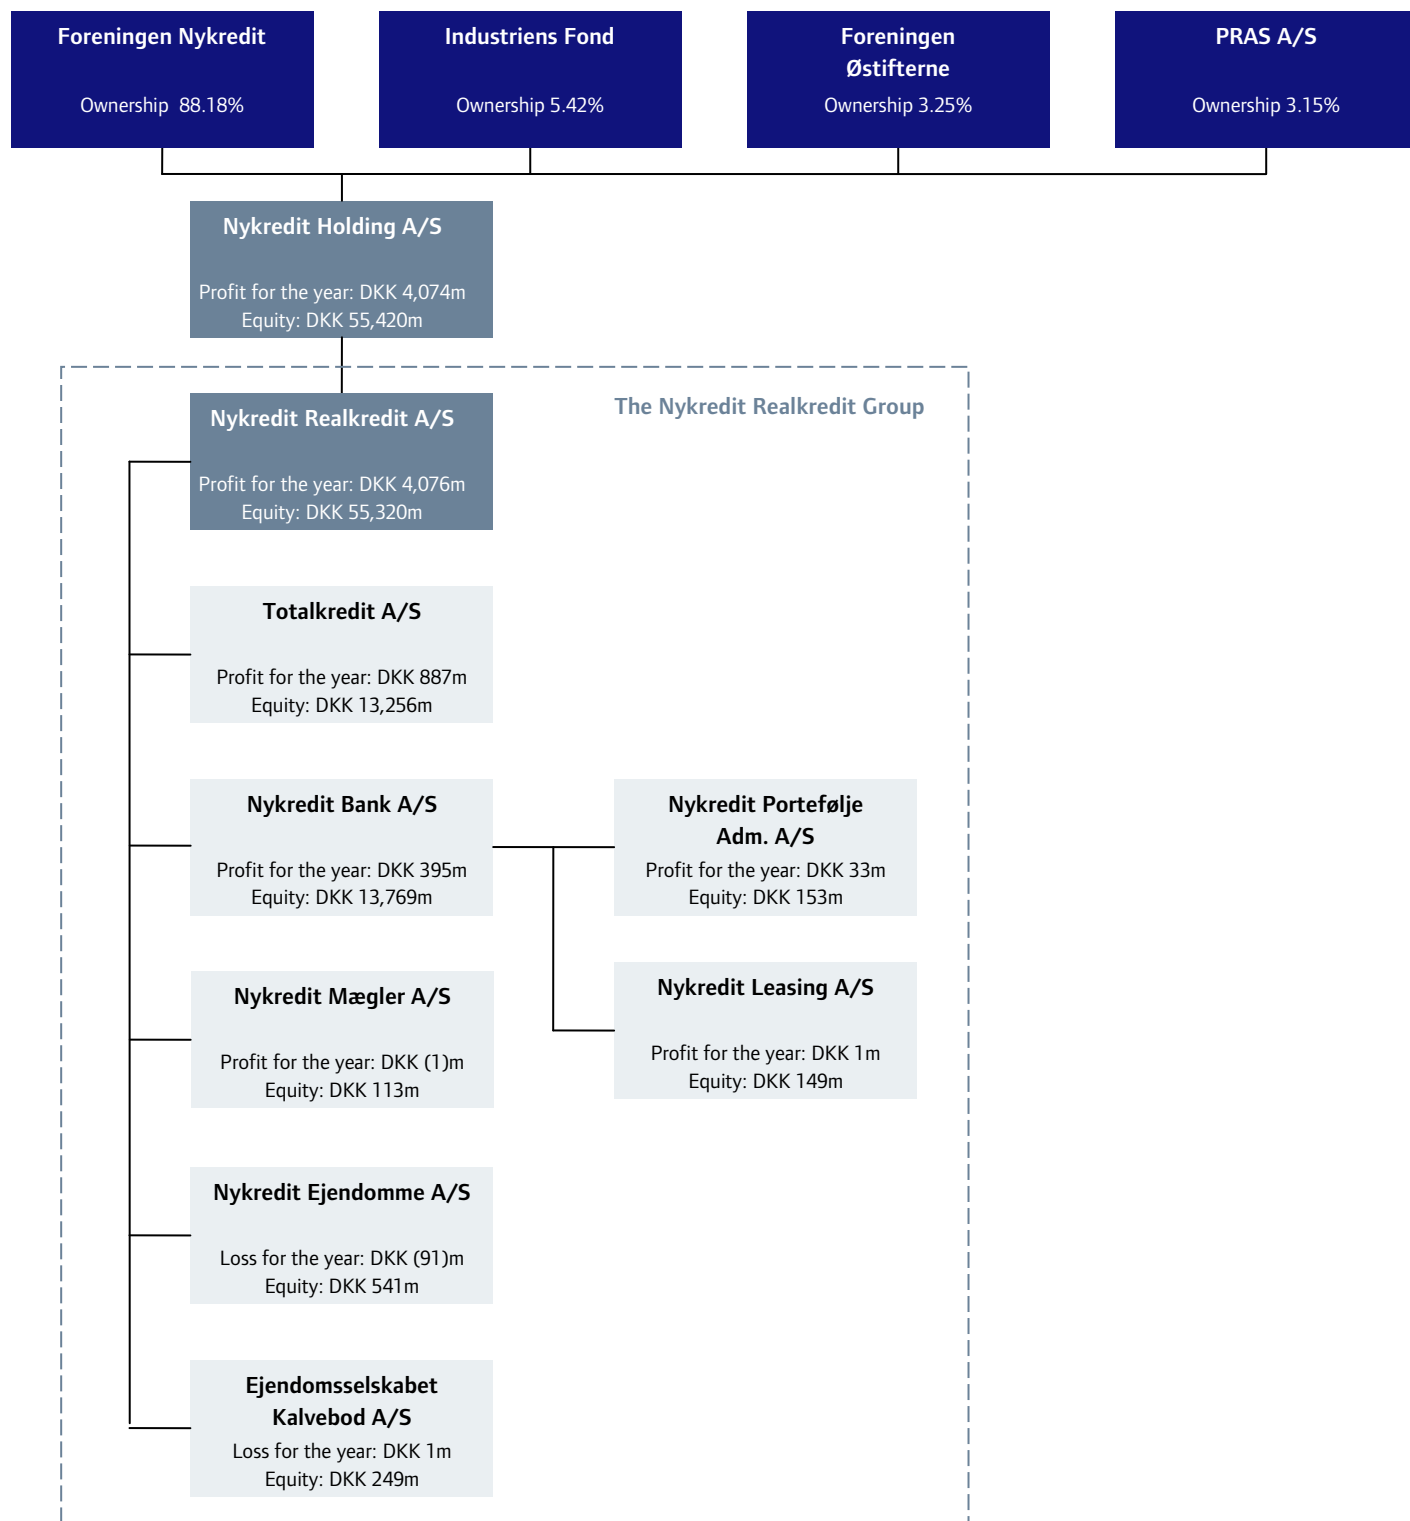 Foreningen Nykredit
Ownership 88.18%
Industriens Fond
Ownership 5.42%
Foreningen
Østifterne
Ownership 3.25%
PRAS A/S
Ownership 3.15%
Nykredit Holding A/S
Profit for the year: DKK 4,074m
Equity: DKK 55,420m
The Nykredit Realkredit Group
Nykredit Realkredit A/S
Profit for the year: DKK 4,076m
Equity: DKK 55,320m
Totalkredit A/S
Profit for the year: DKK 887m
Equity: DKK 13,256m
Nykredit Bank A/S
Profit for the year: DKK 395m
Equity: DKK 13,769m
Nykredit Portefølje
Adm. A/S
Profit for the year: DKK 33m
Equity: DKK 153m
Nykredit Mægler A/S
Profit for the year: DKK (1)m
Equity: DKK 113m
Nykredit Leasing A/S
Profit for the year: DKK 1m
Equity: DKK 149m
Nykredit Ejendomme A/S
Loss for the year: DKK (91)m
Equity: DKK 541m
Ejendomsselskabet
Kalvebod A/S
Loss for the year: DKK 1m
Equity: DKK 249m